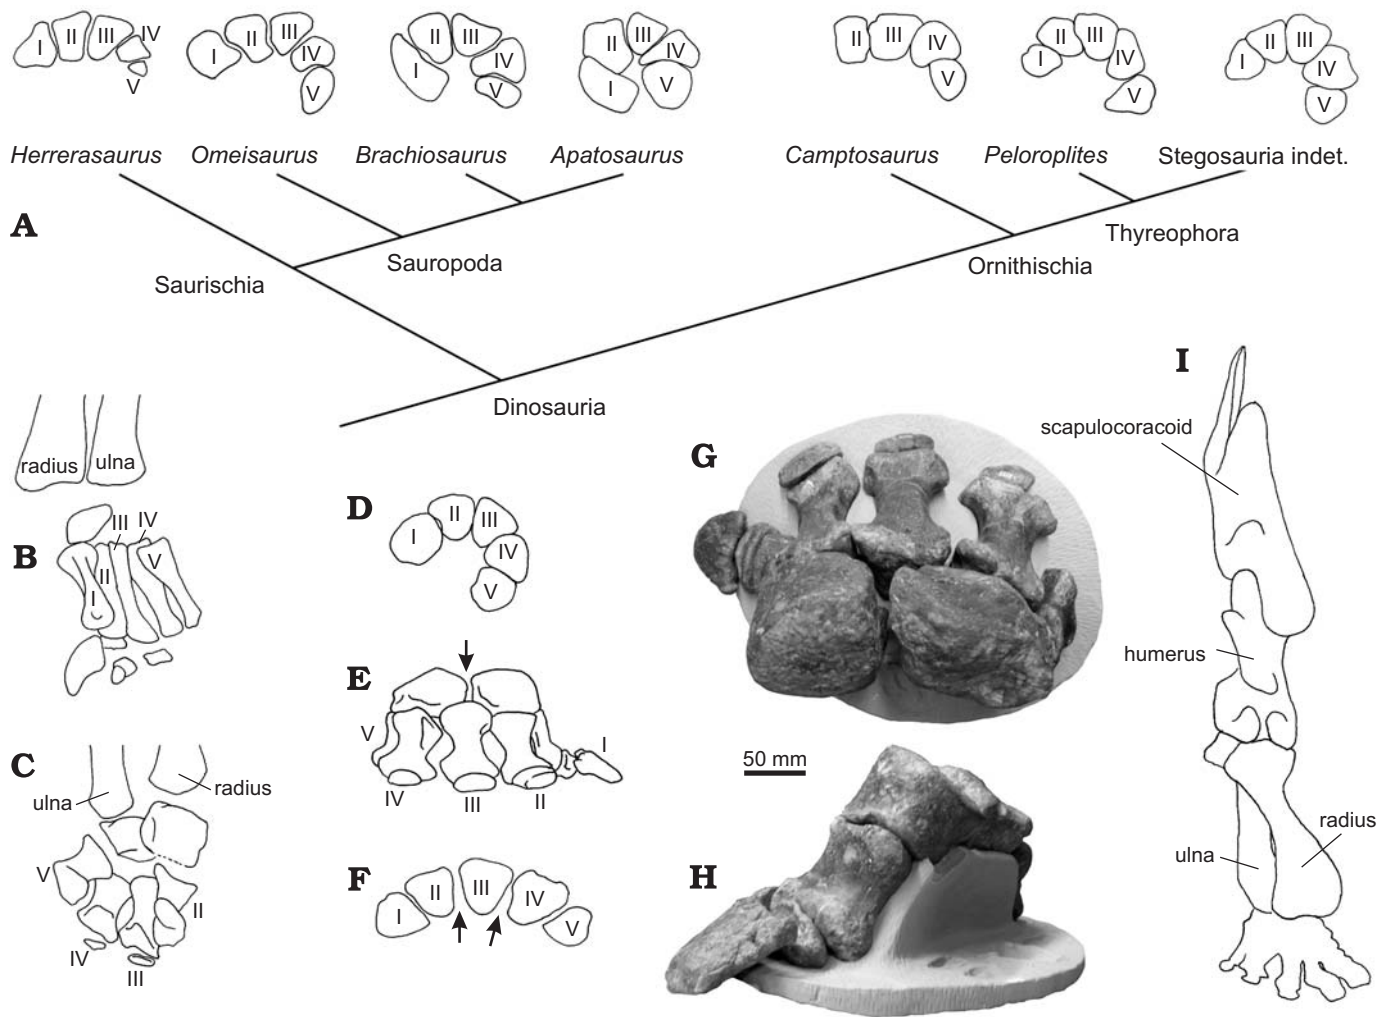 I II III IV V
I II III IV V
I II III IV V
I II III IV V
II III IV V
I II III IV V
I II III IV V
Herrerasaurus Omeisaurus Brachiosaurus Apatosaurus Camptosaurus Peloroplites Stegosauria indet.
A
Thyreophora
Sauropoda
Ornithischia
Saurischia
Dinosauria
radius ulna
B
III IV
II V
I
C
ulna
radius
V
II
IV
III
D
I II III IV V
E
V
I
IV III II
F
I II III IV V
G
50 mm
H
I
scapulocoracoid
humerus
radius
ulna